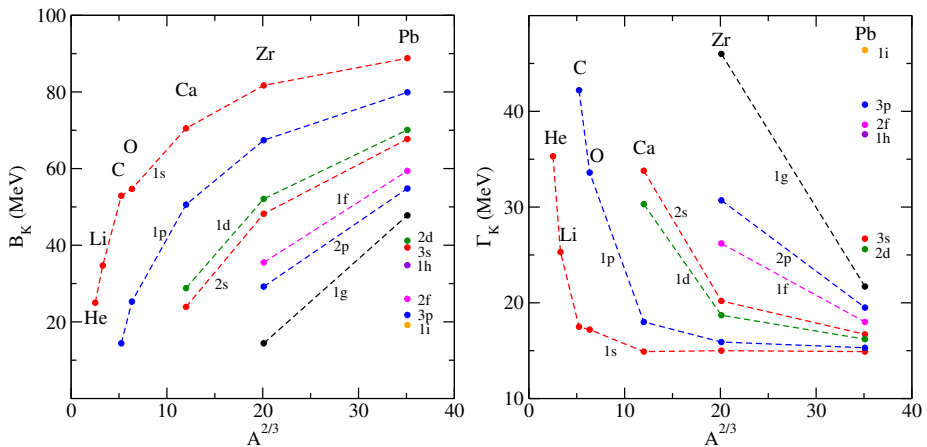 100
80
60
40
20
B_K (MeV)
0
10
20
30
40
A^{2/3}
He
Li
C
O
Ca
Zr
Pb
1s
1p
1d
2s
1f
2p
1g
2d
3s
1h
2f
3p
1i
40
30
20
10
Γ_K (MeV)
0
10
20
30
40
A^{2/3}
He
Li
C
O
Ca
Zr
Pb
1s
1p
2s
1d
2p
1f
1g
1i
3p
2f
1h
3s
2d